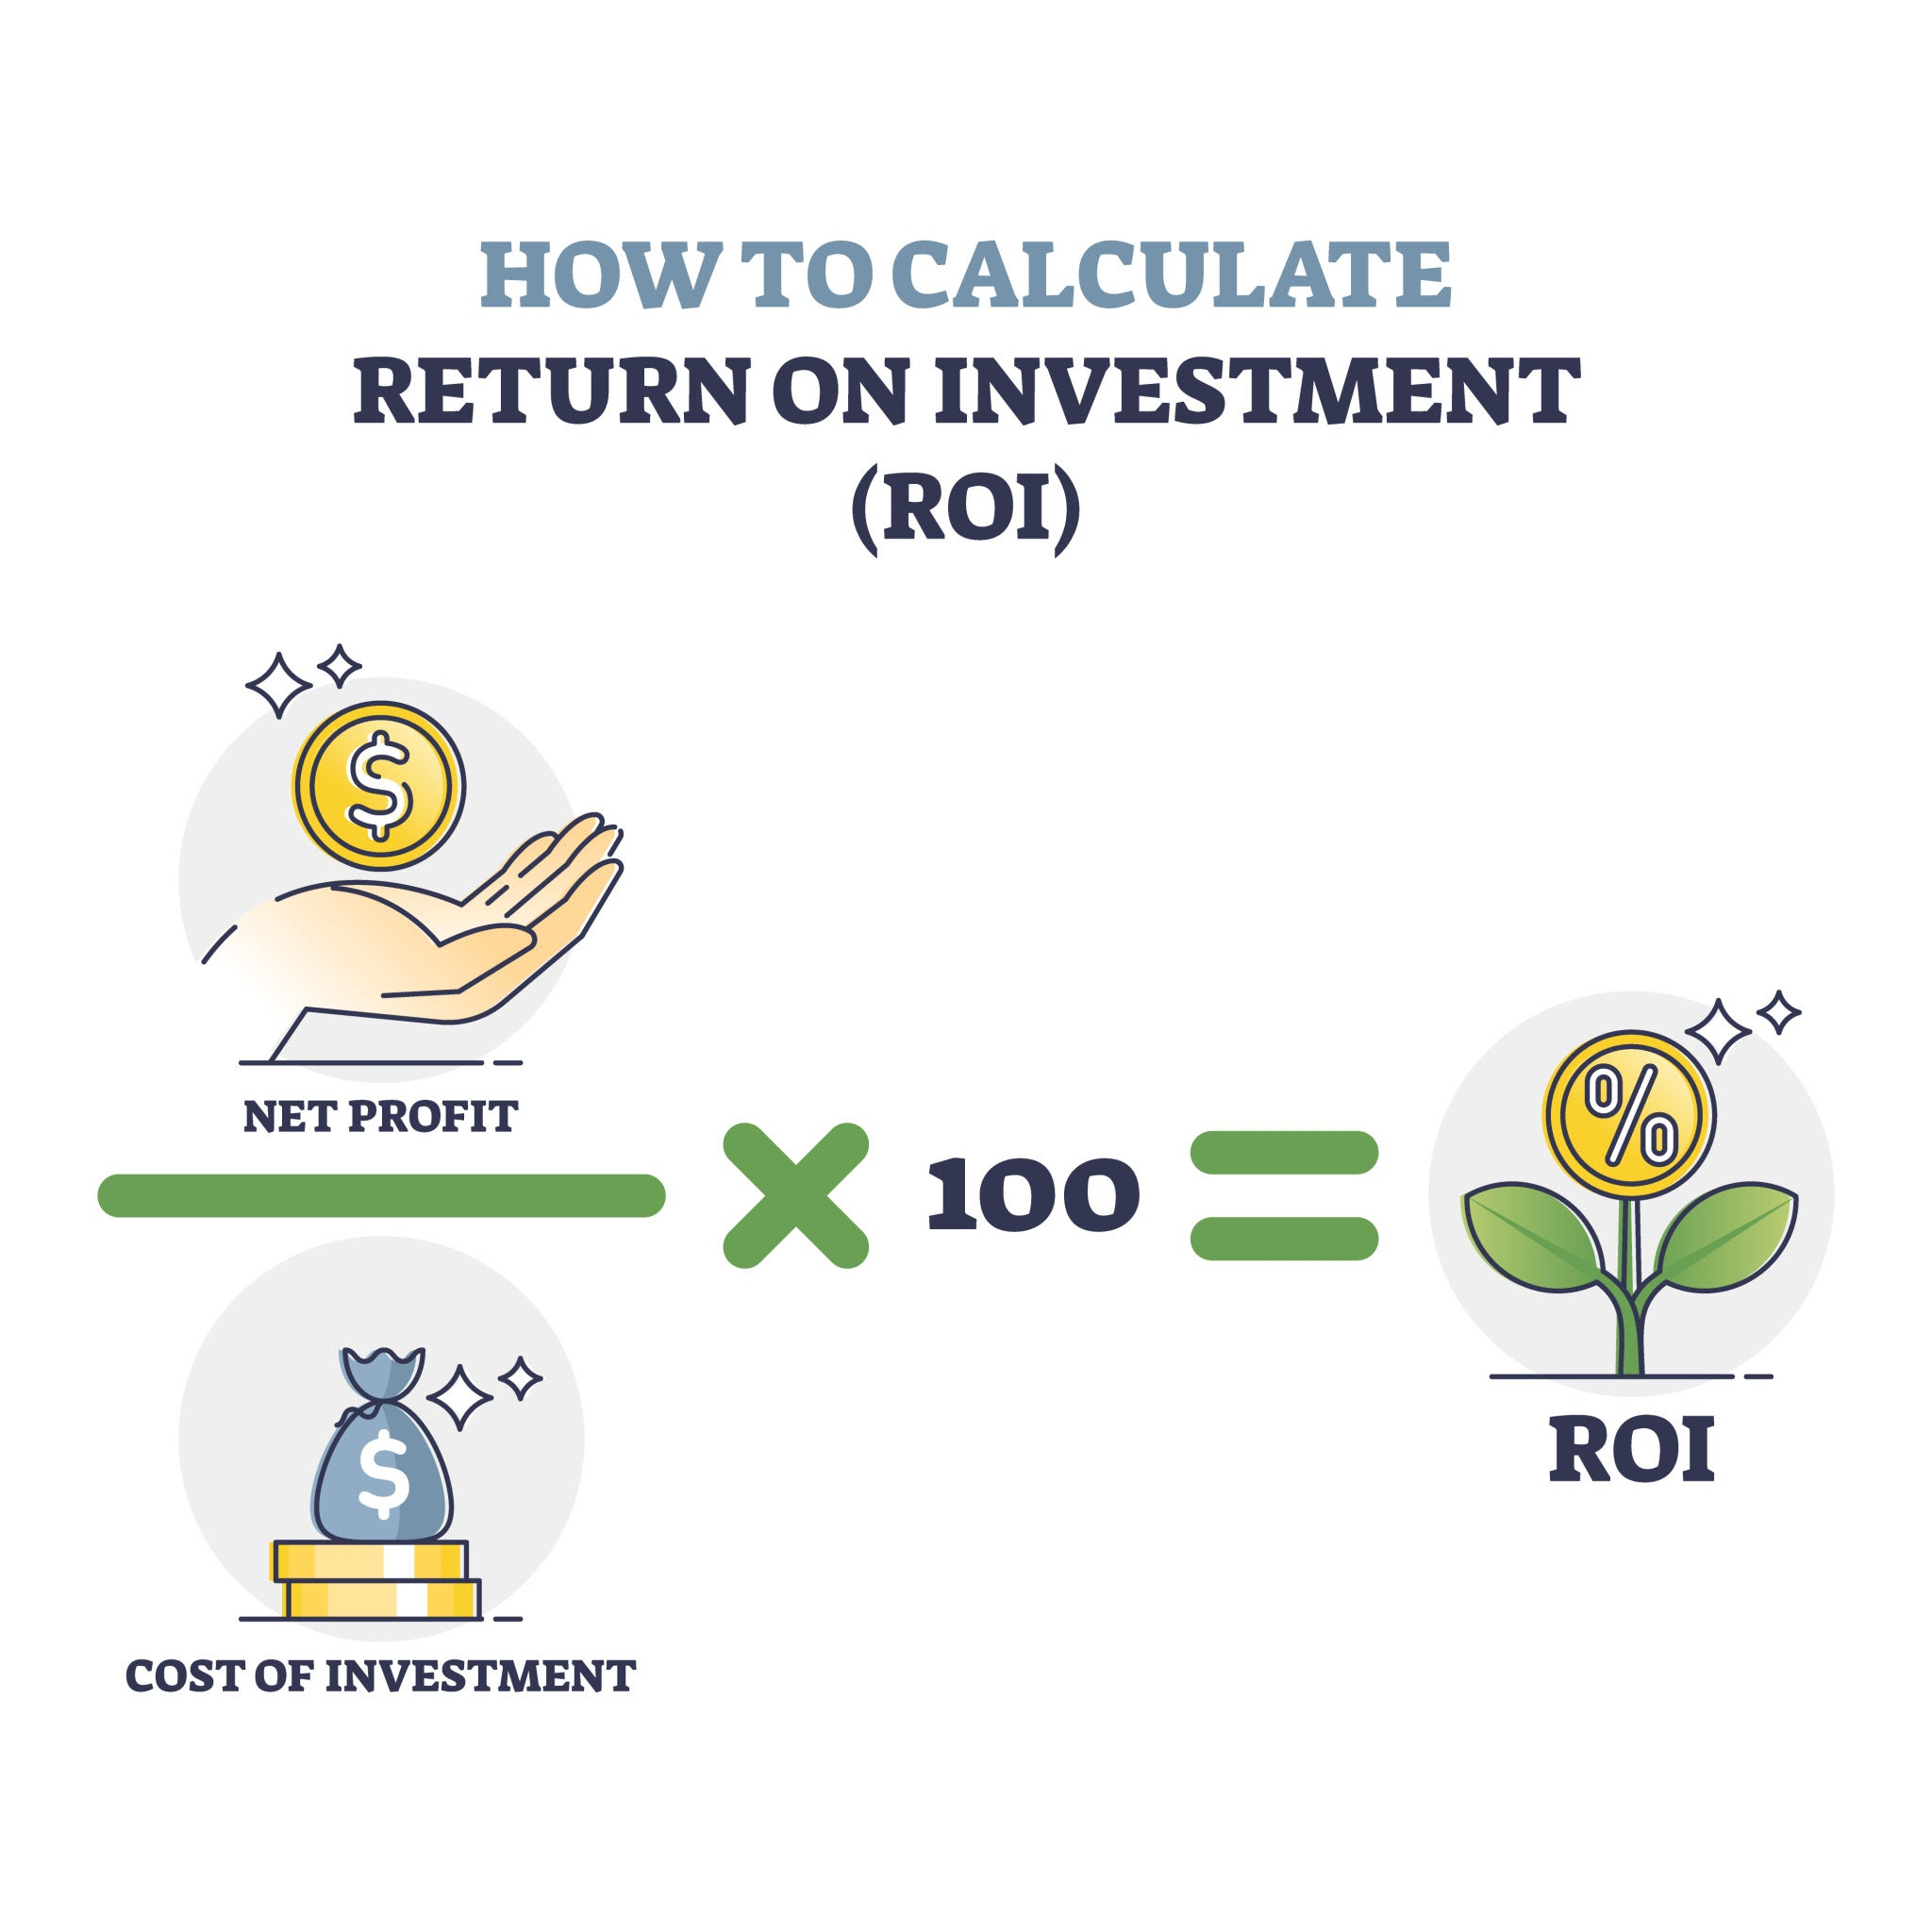 HOW TO CALCULATE
RETURN ON INVESTMENT
(ROI)
$
NET PROFIT
× 100 =
%
ROI
$
COST OF INVESTMENT